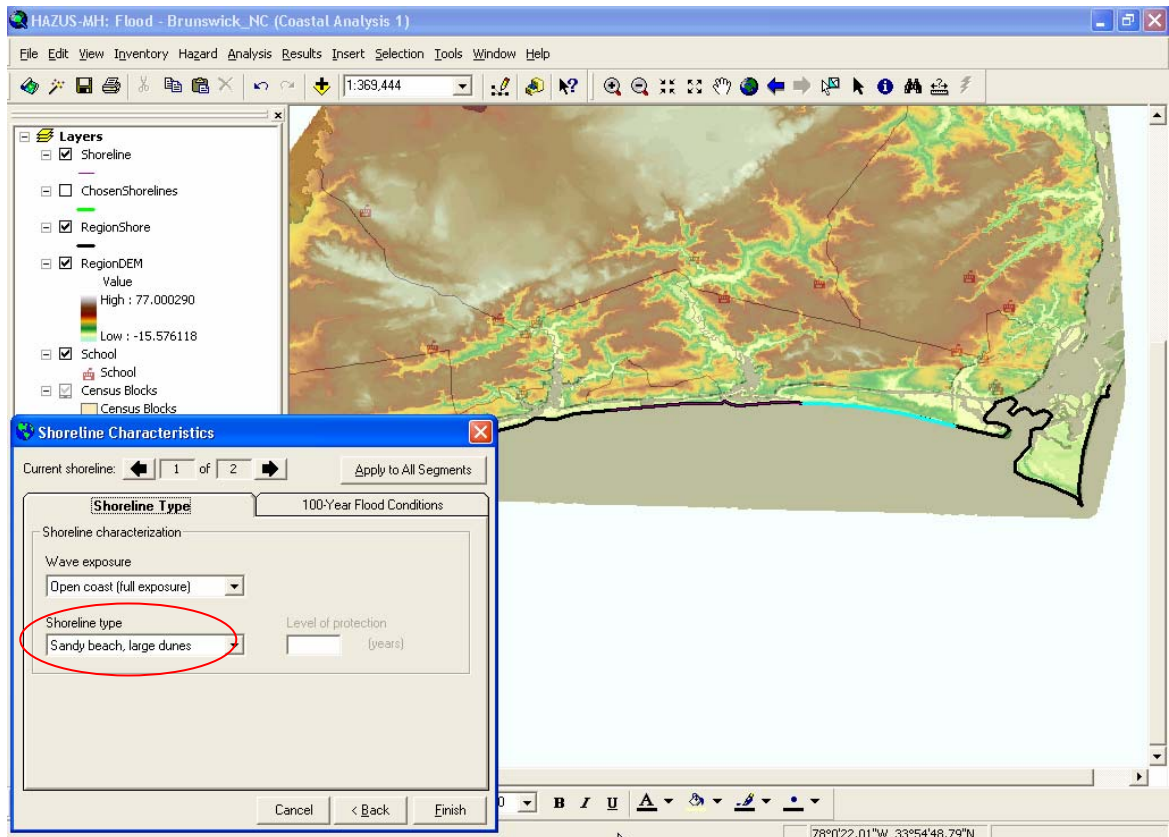 HAZUS-MH: Flood - Brunswick_NC (Coastal Analysis 1)
File Edit View Inventory Hazard Analysis Results Insert Selection Tools Window Help
1:369,444
Layers
Shoreline
ChosenShorelines
RegionShore
RegionDEM
Value
High : 77.000290
Low : -15.576118
School
School
Census Blocks
Census Blocks
Shoreline Characteristics
Current shoreline: 1 of 2 Apply to All Segments
Shoreline Type 100-Year Flood Conditions
Shoreline characterization
Wave exposure
Open coast (full exposure)
Shoreline type Level of protection
Sandy beach, large dunes (years)
Cancel < Back Finish
B I U A
78°0'22.01"W 33°54'48.79"N